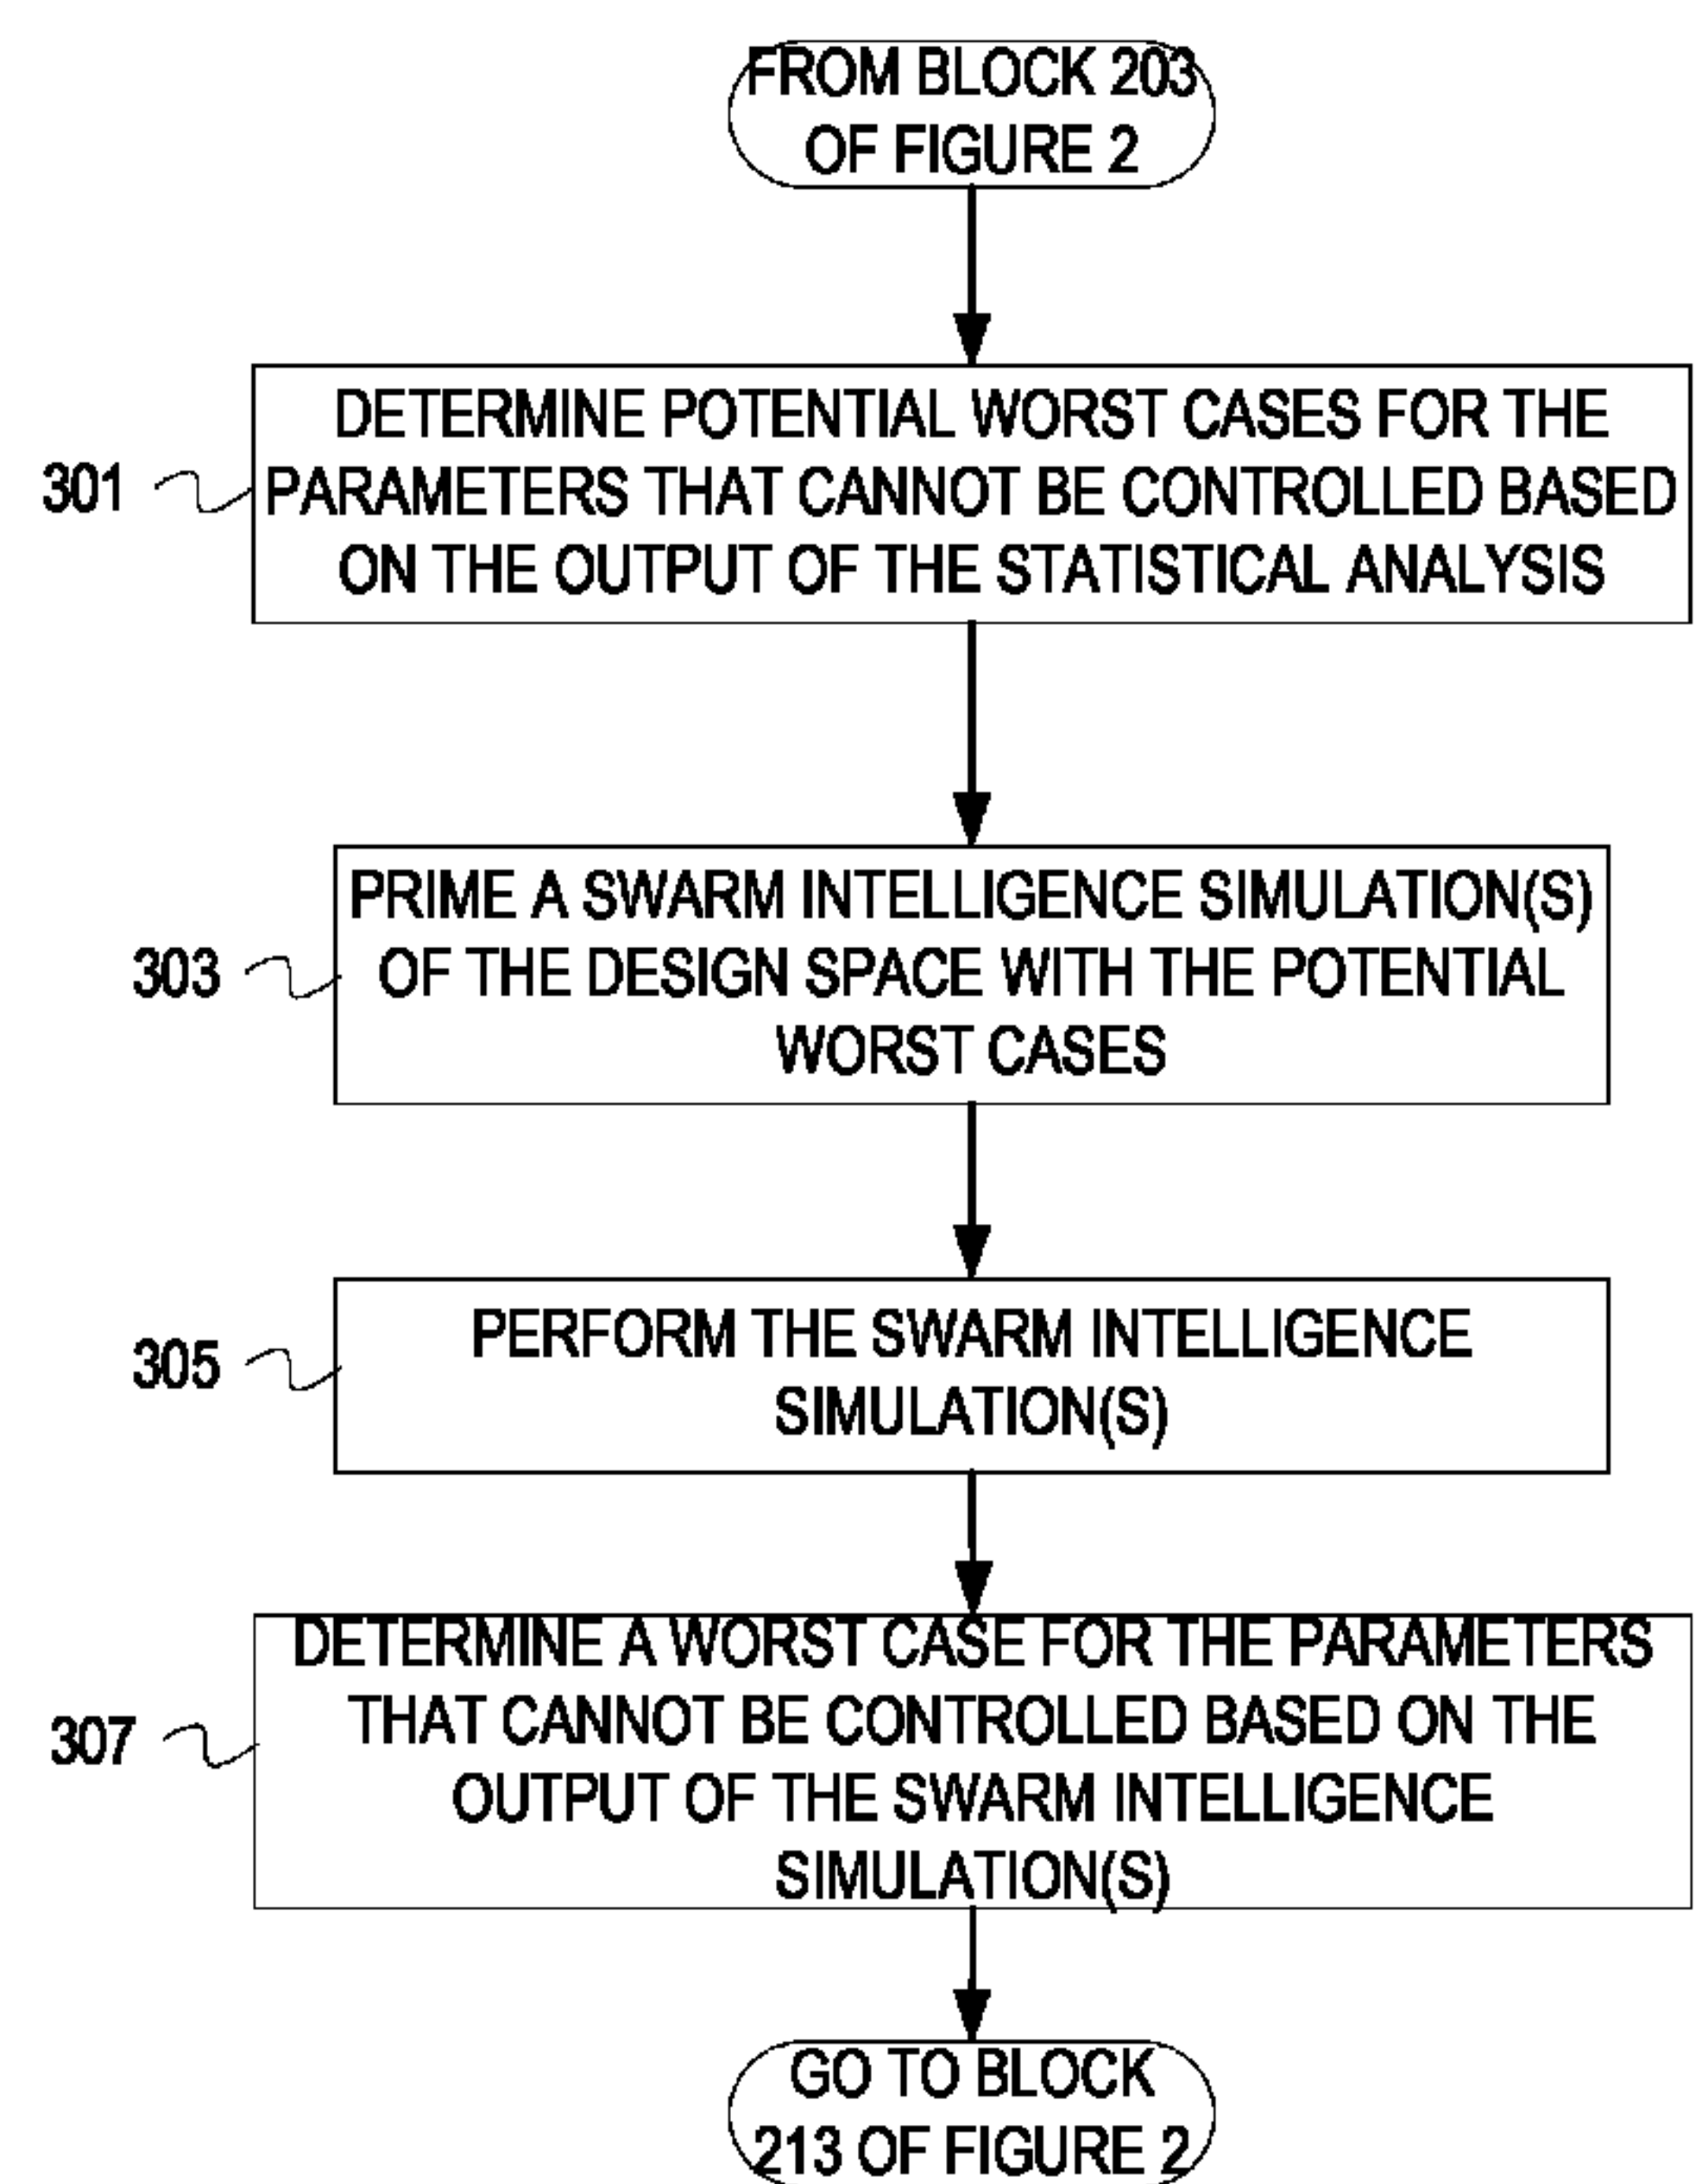 FROM BLOCK 203
OF FIGURE 2
DETERMINE POTENTIAL WORST CASES FOR THE
301
PARAMETERS THAT CANNOT BE CONTROLLED BASED
ON THE OUTPUT OF THE STATISTICAL ANALYSIS
PRIME A SWARM INTELLIGENCE SIMULATION(S)
303
OF THE DESIGN SPACE WITH THE POTENTIAL
WORST CASES
305
PERFORM THE SWARM INTELLIGENCE
SIMULATION(S)
DETERMINE A WORST CASE FOR THE PARAMETERS
307
THAT CANNOT BE CONTROLLED BASED ON THE
OUTPUT OF THE SWARM INTELLIGENCE
SIMULATION(S)
GO TO BLOCK
213 OF FIGURE 2